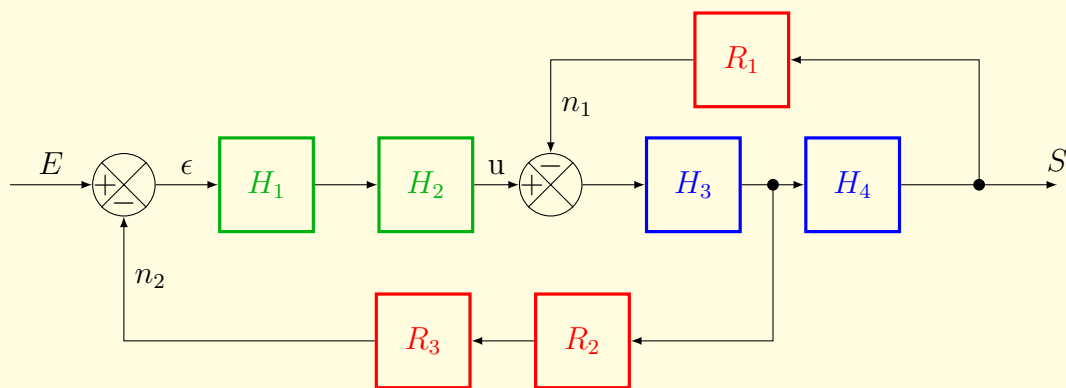 R₁
n₁
E
ϵ
H₁
H₂
u
H₃
H₄
S
+
−
+
−
n₂
R₃
R₂